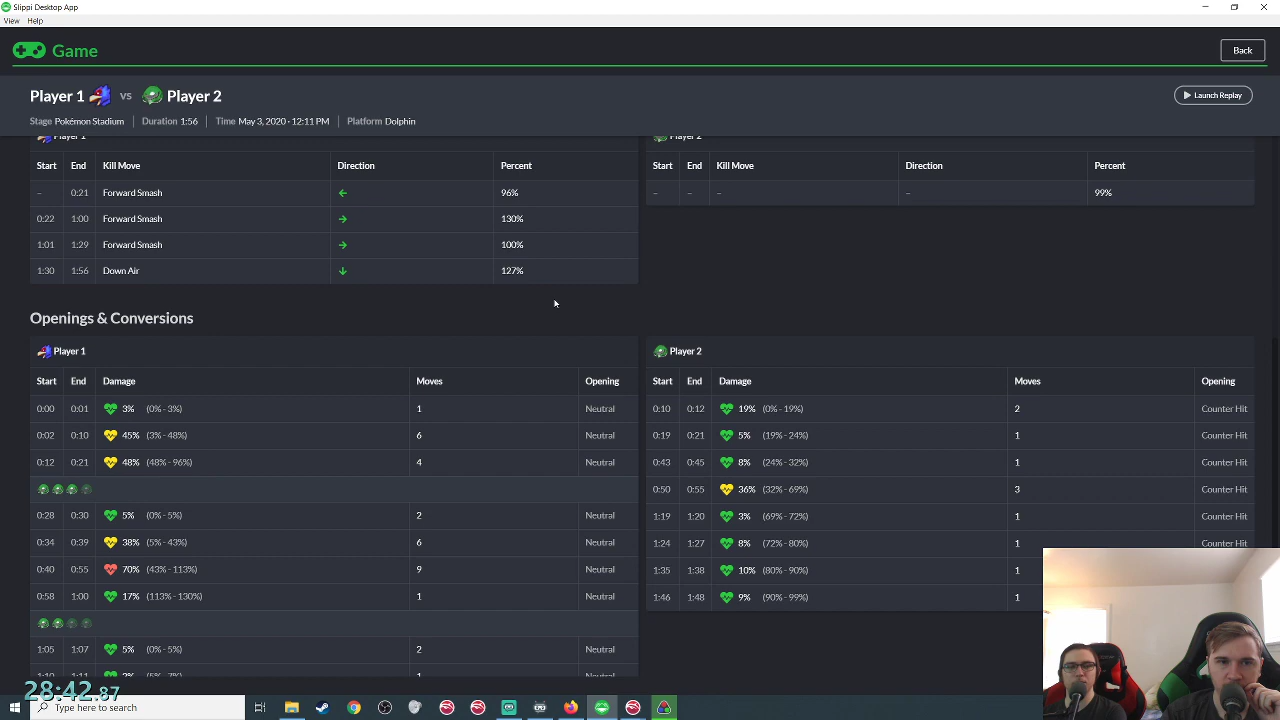 Slippi Desktop App
View Help
Game Back
Player 1 vs Player 2 Launch Replay
Stage Pokémon Stadium Duration 1:56 Time May 3, 2020 · 12:11 PM Platform Dolphin
Player 1 Player 2
Start End Kill Move Direction Percent Start End Kill Move Direction Percent
– 0:21 Forward Smash ← 96% – – – – 99%
0:22 1:00 Forward Smash → 130%
1:01 1:29 Forward Smash → 100%
1:30 1:56 Down Air ↓ 127%
Openings & Conversions
Player 1 Player 2
Start End Damage Moves Opening Start End Damage Moves Opening
0:00 0:01 3% (0% - 3%) 1 Neutral 0:10 0:12 19% (0% - 19%) 2 Counter Hit
0:02 0:10 45% (3% - 48%) 6 Neutral 0:19 0:21 5% (19% - 24%) 1 Counter Hit
0:12 0:21 48% (48% - 96%) 4 Neutral 0:43 0:45 8% (24% - 32%) 1 Counter Hit
0:50 0:55 36% (32% - 69%) 3 Counter Hit
0:28 0:30 5% (0% - 5%) 2 Neutral 1:19 1:20 3% (69% - 72%) 1 Counter Hit
0:34 0:39 38% (5% - 43%) 6 Neutral 1:24 1:27 8% (72% - 80%) 1 Counter Hit
0:40 0:55 70% (43% - 113%) 9 Neutral 1:35 1:38 10% (80% - 90%) 1
0:58 1:00 17% (113% - 130%) 1 Neutral 1:46 1:48 9% (90% - 99%) 1
1:05 1:07 5% (0% - 5%) 2 Neutral
28:42.87
Type here to search